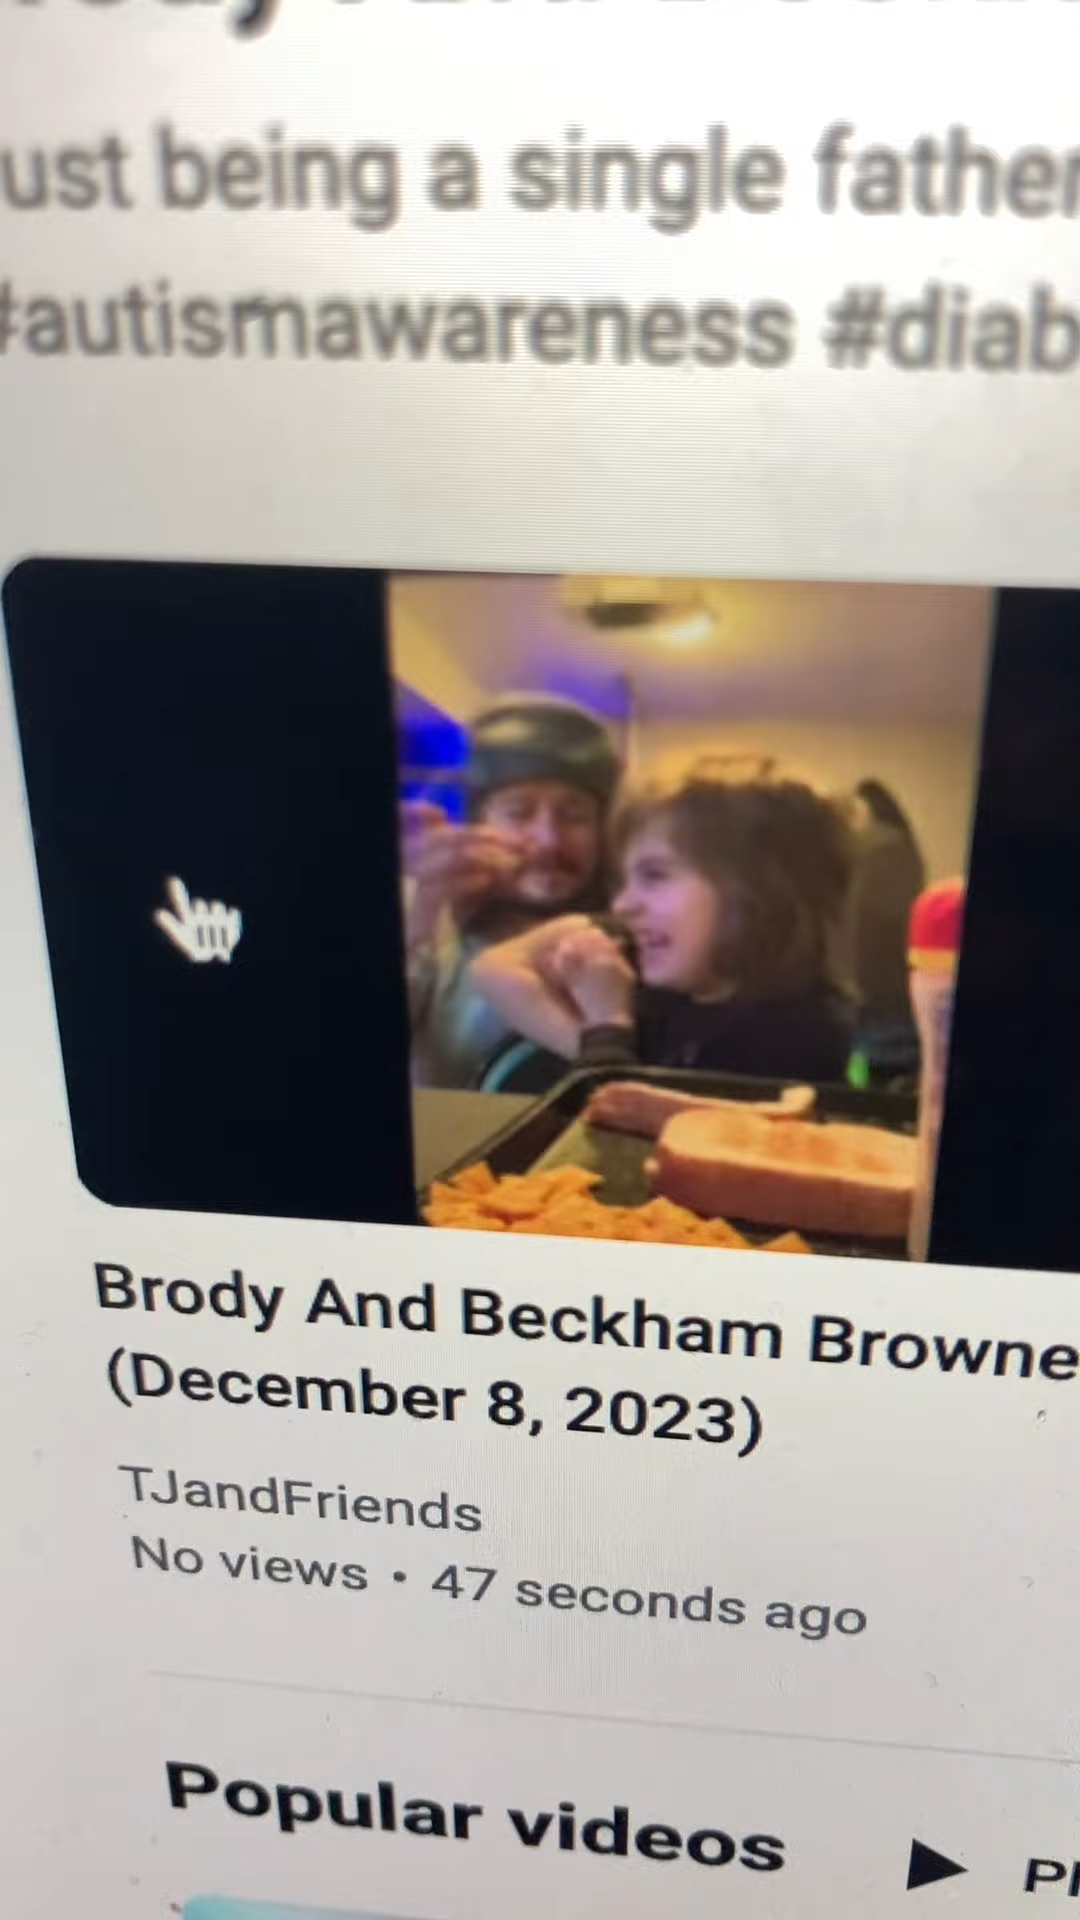 ust being a single father
#autismawareness #diab
Brody And Beckham Browne
(December 8, 2023)
TJandFriends
No views • 47 seconds ago
Popular videos